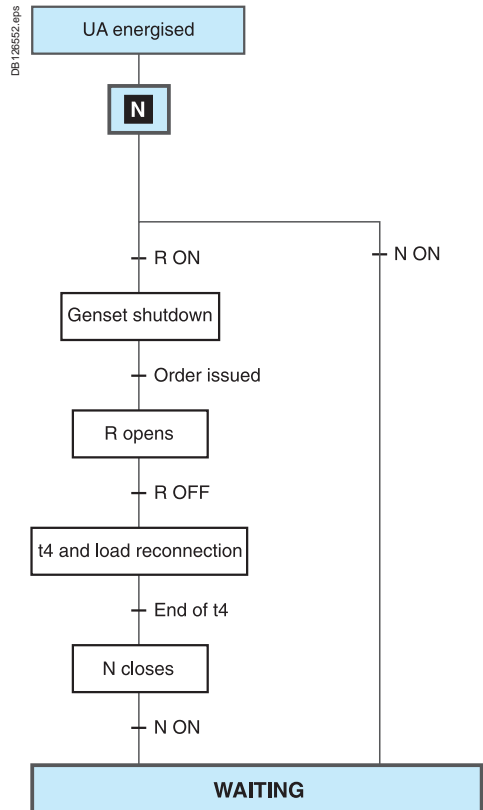 DB126552.eps
UA energised
N
R ON
N ON
Genset shutdown
Order issued
R opens
R OFF
t4 and load reconnection
End of t4
N closes
N ON
WAITING